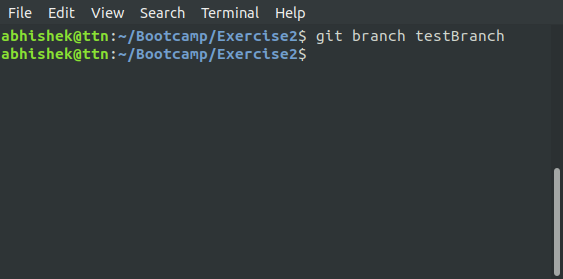 File Edit View Search Terminal Help
abhishek@ttn:~/Bootcamp/Exercise2$ git branch testBranch
abhishek@ttn:~/Bootcamp/Exercise2$